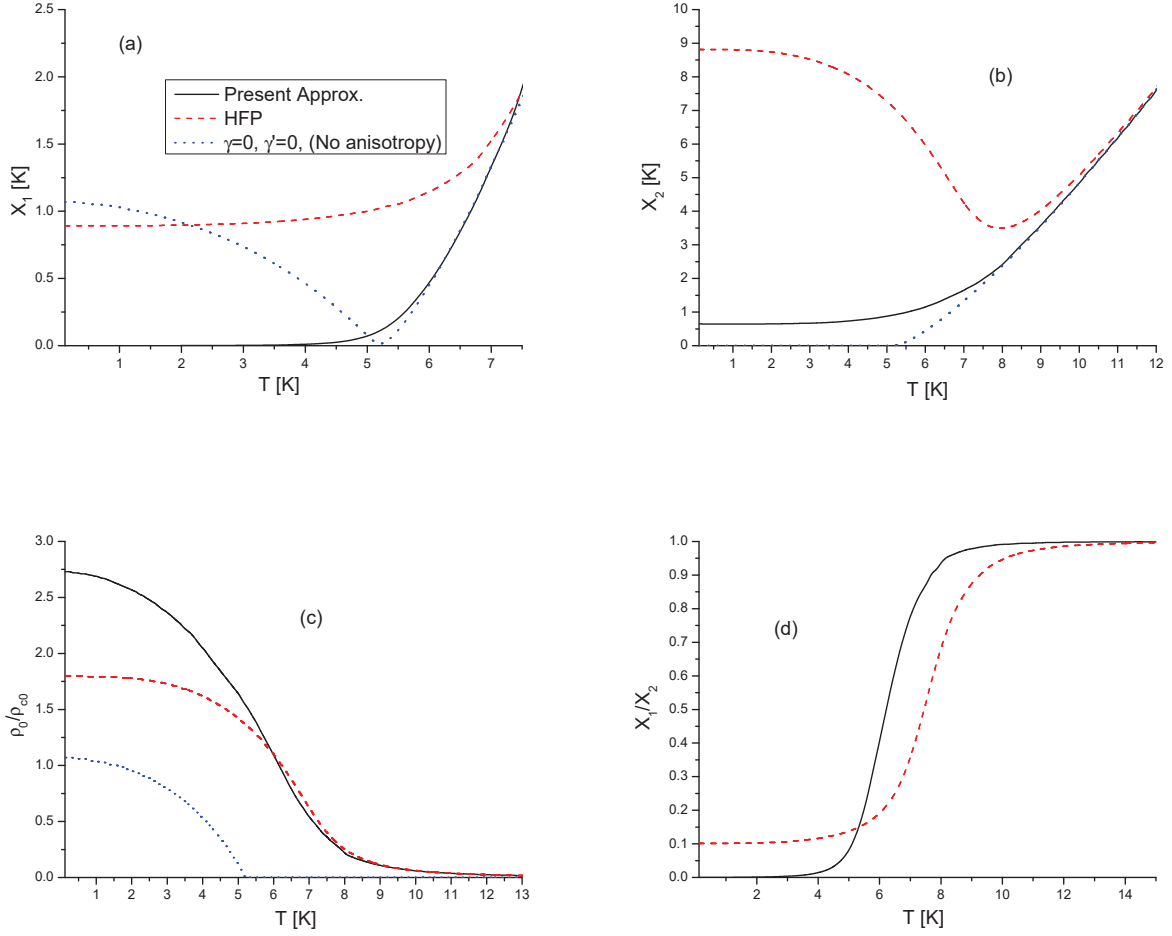 2.5
2.0
1.5
1.0
0.5
0.0
X₁ [K]
(a)
Present Approx.
HFP
γ=0, γ'=0, (No anisotropy)
1 2 3 4 5 6 7
T [K]
10
9
8
7
6
5
4
3
2
1
0
X₂ [K]
(b)
1 2 3 4 5 6 7 8 9 10 11 12
T [K]
3.0
2.5
2.0
1.5
1.0
0.5
0.0
ρ₀/ρc0
(c)
1 2 3 4 5 6 7 8 9 10 11 12 13
T [K]
1.0
0.9
0.8
0.7
0.6
0.5
0.4
0.3
0.2
0.1
0.0
X₁/X₂
(d)
2 4 6 8 10 12 14
T [K]